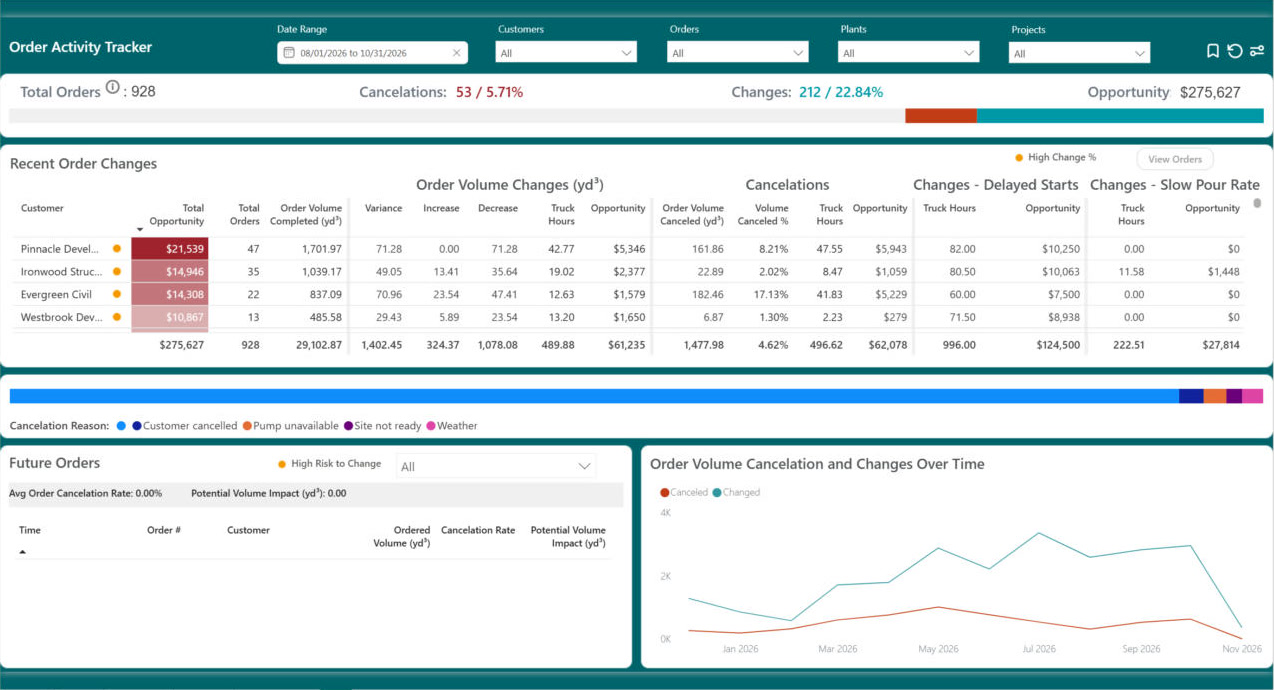 Order Activity Tracker
Date Range
08/01/2026 to 10/31/2026
Customers
All
Orders
All
Plants
All
Projects
All
Total Orders : 928
Cancelations: 53 / 5.71%
Changes: 212 / 22.84%
Opportunity: $275,627
Recent Order Changes
High Change %
View Orders
Order Volume Changes (yd³)
Cancelations
Changes - Delayed Starts
Changes - Slow Pour Rate
Customer
Total Opportunity
Total Orders
Order Volume Completed (yd³)
Variance
Increase
Decrease
Truck Hours
Opportunity
Order Volume Canceled (yd³)
Volume Canceled %
Truck Hours
Opportunity
Truck Hours
Opportunity
Truck Hours
Opportunity
Pinnacle Devel... $21,539 47 1,701.97 71.28 0.00 71.28 42.77 $5,346 161.86 8.21% 47.55 $5,943 82.00 $10,250 0.00 $0
Ironwood Struc... $14,946 35 1,039.17 49.05 13.41 35.64 19.02 $2,377 22.89 2.02% 8.47 $1,059 80.50 $10,063 11.58 $1,448
Evergreen Civil $14,308 22 837.09 70.96 23.54 47.41 12.63 $1,579 182.46 17.13% 41.83 $5,229 60.00 $7,500 0.00 $0
Westbrook Dev... $10,867 13 485.58 29.43 5.89 23.54 13.20 $1,650 6.87 1.30% 2.23 $279 71.50 $8,938 0.00 $0
$275,627 928 29,102.87 1,402.45 324.37 1,078.08 489.88 $61,235 1,477.98 4.62% 496.62 $62,078 996.00 $124,500 222.51 $27,814
Cancelation Reason: Customer cancelled Pump unavailable Site not ready Weather
Future Orders
High Risk to Change
All
Avg Order Cancelation Rate: 0.00%
Potential Volume Impact (yd³): 0.00
Time
Order #
Customer
Ordered Volume (yd³)
Cancelation Rate
Potential Volume Impact (yd³)
Order Volume Cancelation and Changes Over Time
Canceled Changed
4K
2K
0K
Jan 2026 Mar 2026 May 2026 Jul 2026 Sep 2026 Nov 2026